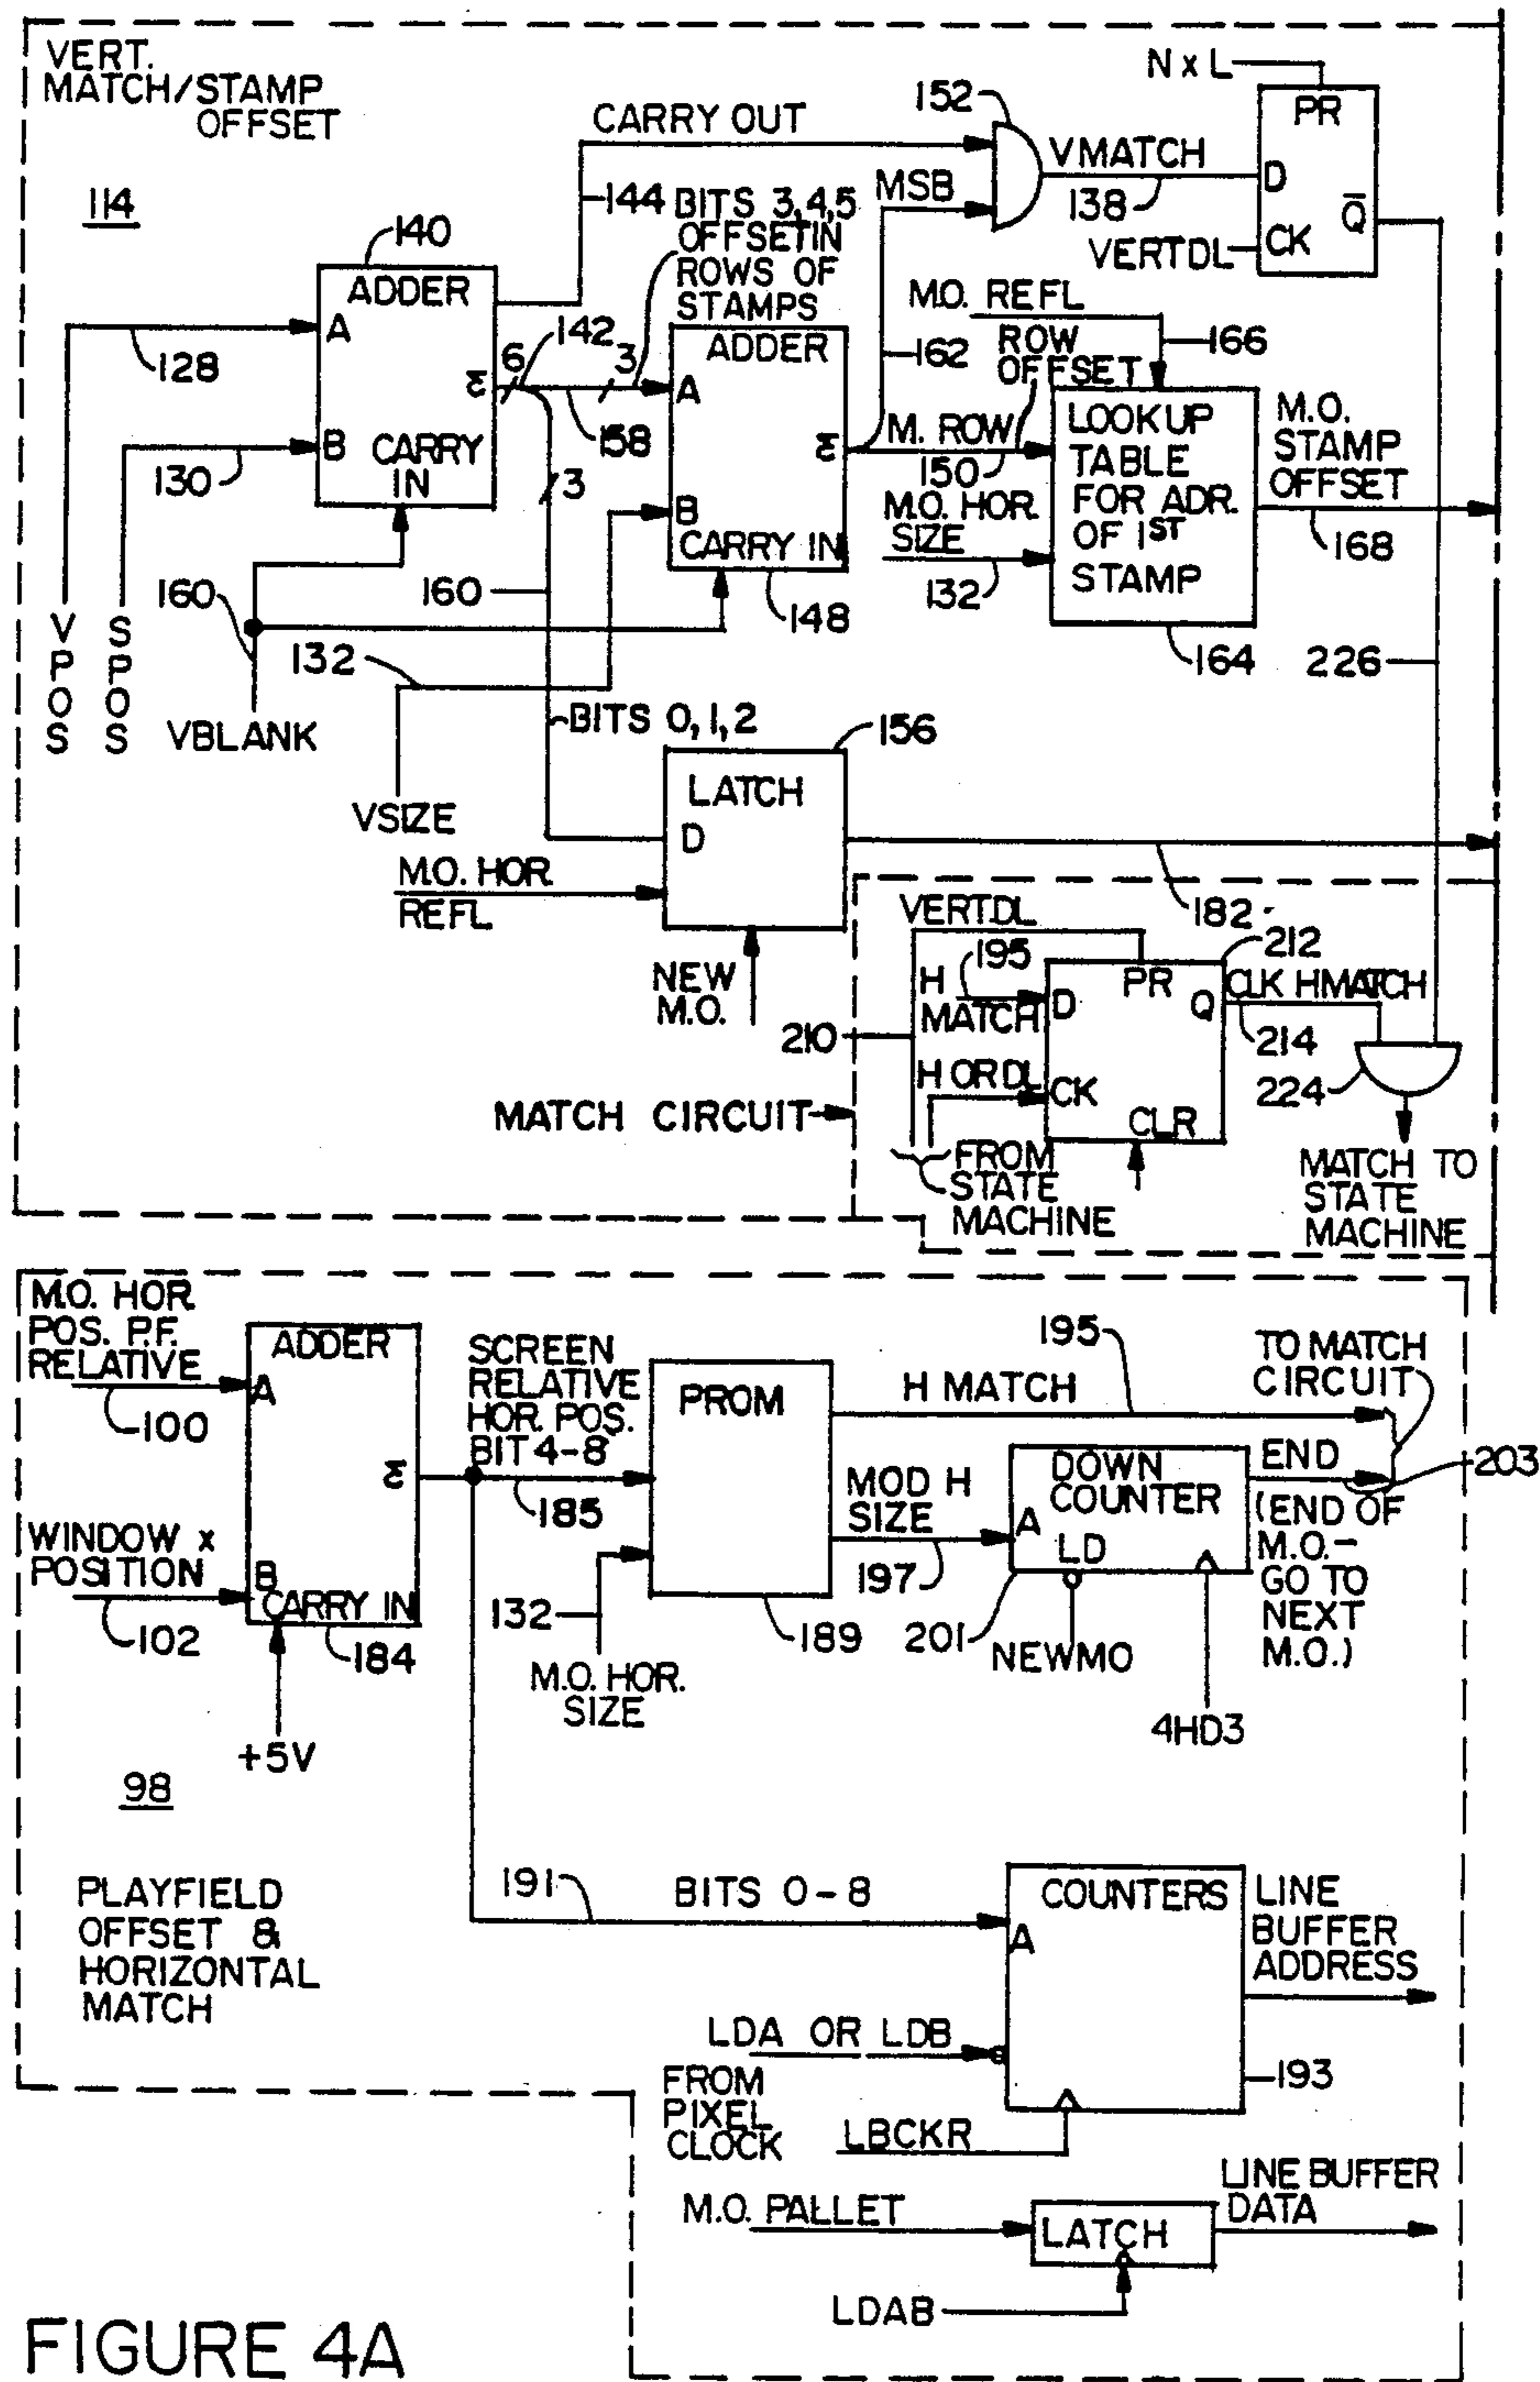 VERT.
MATCH/STAMP
OFFSET
114
N x L
PR
152
CARRY OUT
VMATCH
138
D
Q̅
CK
VERTDL
MSB
144
BITS 3,4,5
OFFSETIN
ROWS OF
STAMPS
140
ADDER
A
128
Ɛ
6
142
3
158
B
CARRY
IN
130
3
ADDER
A
Ɛ
B
CARRY IN
148
162
M.O. REFL
166
ROW
OFFSET
M. ROW
150
M.O. HOR.
SIZE
132
LOOKUP
TABLE
FOR ADR.
OF 1ST
STAMP
164
M.O.
STAMP
OFFSET
168
226
160
160
132
VPOS
SPOS
VBLANK
VSIZE
BITS 0,1,2
156
LATCH
D
M.O. HOR
REFL
NEW
M.O.
182
VERTDL
212
195
H
MATCH
D
PR
Q
CLK HMATCH
214
210
H ORDL
CK
CLR
224
MATCH CIRCUIT
FROM
STATE
MACHINE
MATCH TO
STATE
MACHINE
M.O. HOR
POS. P.F.
RELATIVE
100
ADDER
A
Ɛ
B
CARRY IN
WINDOW x
POSITION
102
184
+5V
SCREEN
RELATIVE
HOR. POS.
BIT 4-8
185
PROM
189
132
M.O. HOR.
SIZE
195
H MATCH
TO MATCH
CIRCUIT
MOD H
SIZE
197
DOWN
COUNTER
A
LD
201
NEWMO
4HD3
END
203
(END OF
M.O.-
GO TO
NEXT
M.O.)
98
PLAYFIELD
OFFSET &
HORIZONTAL
MATCH
191
BITS 0-8
COUNTERS
A
LINE
BUFFER
ADDRESS
LDA OR LDB
193
FROM
PIXEL
CLOCK
LBCKR
M.O. PALLET
LATCH
LINE BUFFER
DATA
LDAB
FIGURE 4A